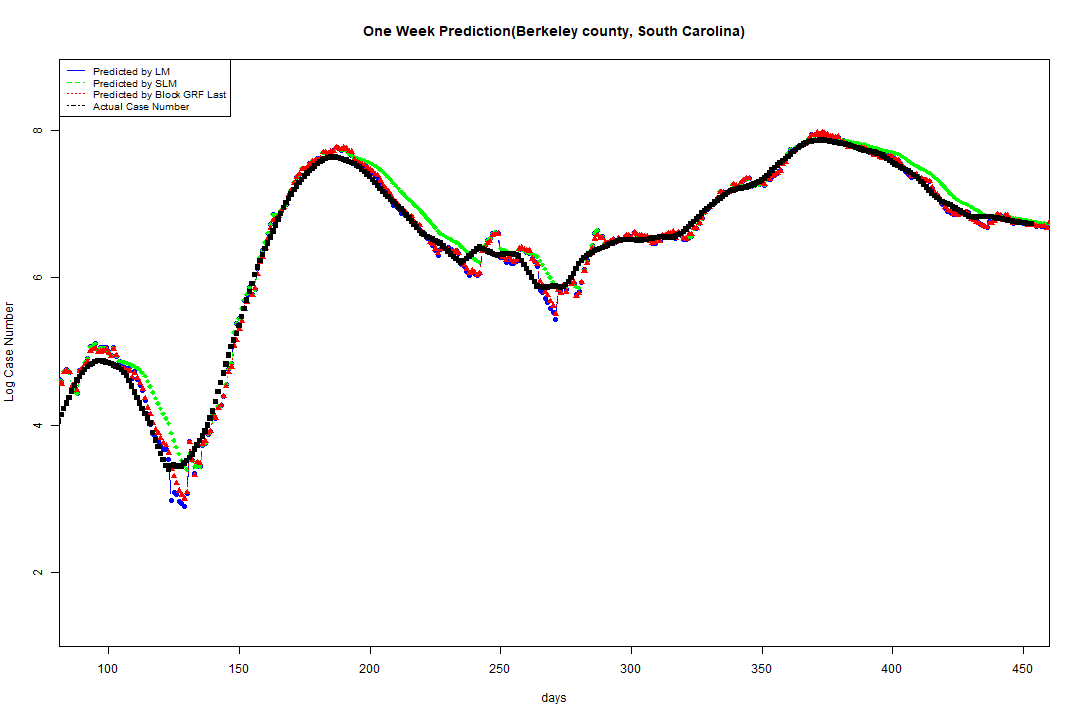 One Week Prediction(Berkeley county, South Carolina)
Predicted by LM
Predicted by SLM
Predicted by Block GRF Last
Actual Case Number
Log Case Number
8
6
4
2
100 150 200 250 300 350 400 450
days